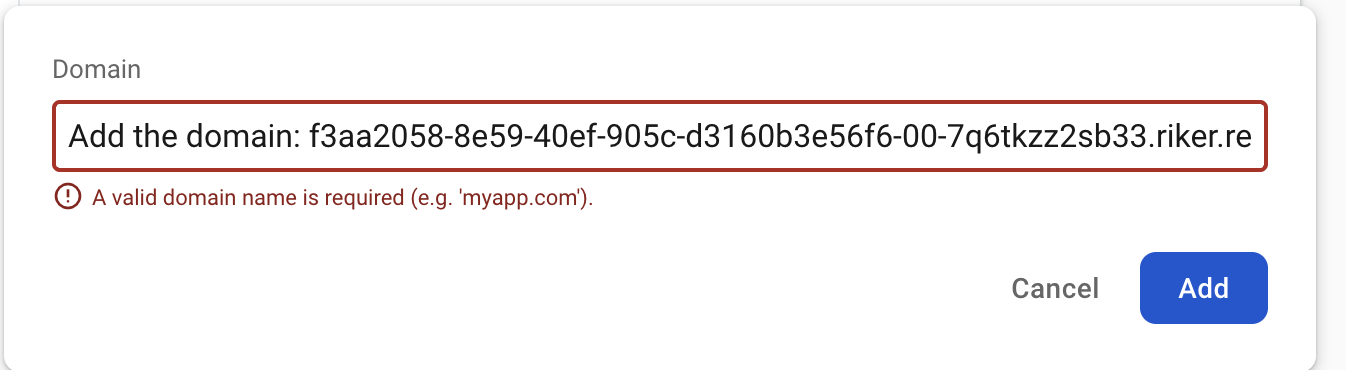 Domain
Add the domain: f3aa2058-8e59-40ef-905c-d3160b3e56f6-00-7q6tkzz2sb33.riker.re
A valid domain name is required (e.g. 'myapp.com').
Cancel
Add